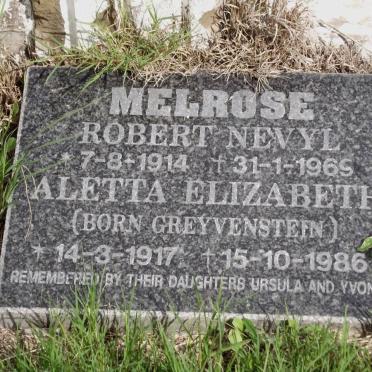 MELROSE
ROBERT NEVYL
* 7-8-1914 † 31-1-1969
ALETTA ELIZABETH
(BORN GREYVENSTEIN)
* 14-3-1917 † 15-10-1986
REMEMBERED BY THEIR DAUGHTERS URSULA AND YVON